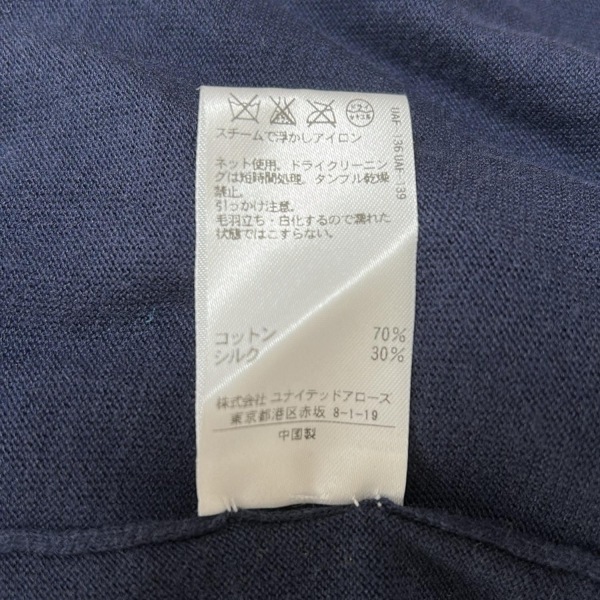 スチームで浮かしアイロン
ネット使用。ドライクリーニン
グは短時間処理。タンブル乾燥
禁止。
引っかけ注意。
毛羽立ち・白化するので濡れた
状態ではこすらない。
コットン 70%
シルク 30%
株式会社 ユナイテッドアローズ
東京都港区赤坂 8-1-19
中国製
UAF-136UAF-139